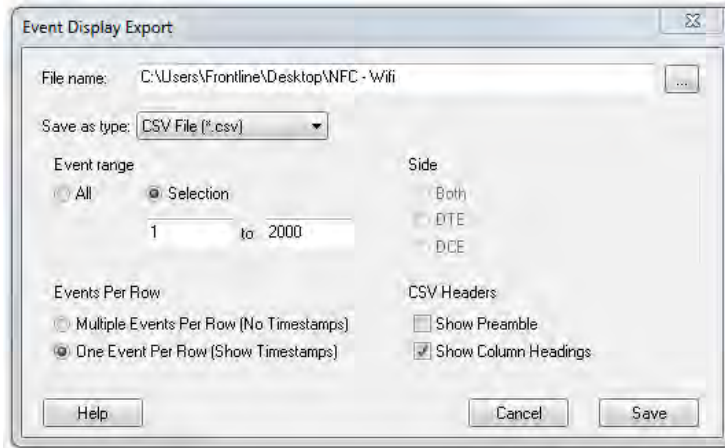 Event Display Export
File name: C:\Users\Frontline\Desktop\NFC - Wifi ...
Save as type: CSV File (*.csv)
Event range
All Selection
1 to 2000
Side
Both
DTE
DCE
Events Per Row
Multiple Events Per Row (No Timestamps)
One Event Per Row (Show Timestamps)
CSV Headers
Show Preamble
Show Column Headings
Help Cancel Save